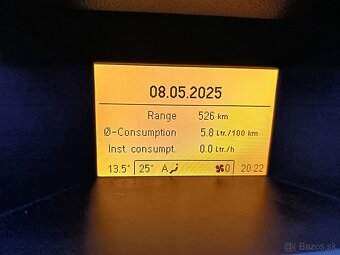 08.05.2025
Range 526 km
Ø-Consumption 5.8 Ltr./100 km
Inst. consumpt. 0.0 Ltr./h
13.5° 25° A 0 20:22
Bazos.sk